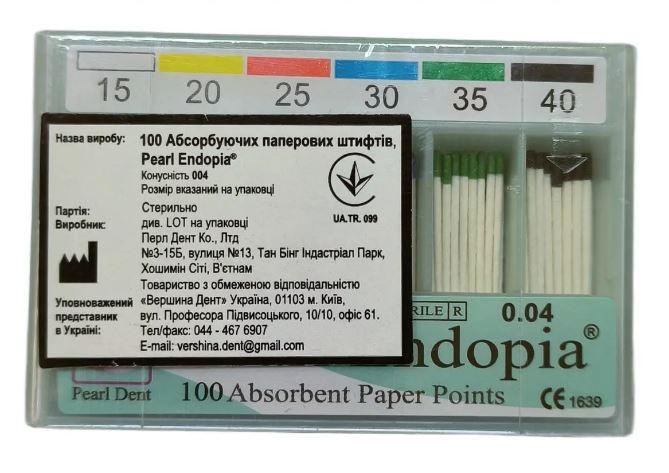 15 20 25 30 35 40
Назва виробу: 100 Абсорбуючих паперових штифтів,
Pearl Endopia®
Конусність 004
Розмір вказаний на упаковці
Стерильно
Партія: див. LOT на упаковці
Виробник: Перл Дент Ко., Лтд
№3-15Б, вулиця №13, Тан Бінг Індастріал Парк,
Хошимін Сіті, В'єтнам
Уповноважений представник в Україні: Товариство з обмеженою відповідальністю
«Вершина Дент» Україна, 01103 м. Київ,
вул. Професора Підвисоцького, 10/10, офіс 61.
Тел/факс: 044 - 467 6907
E-mail: vershina.dent@gmail.com
UA.TR. 099
RILE R 0.04
Endopia®
Pearl Dent 100 Absorbent Paper Points CE 1639